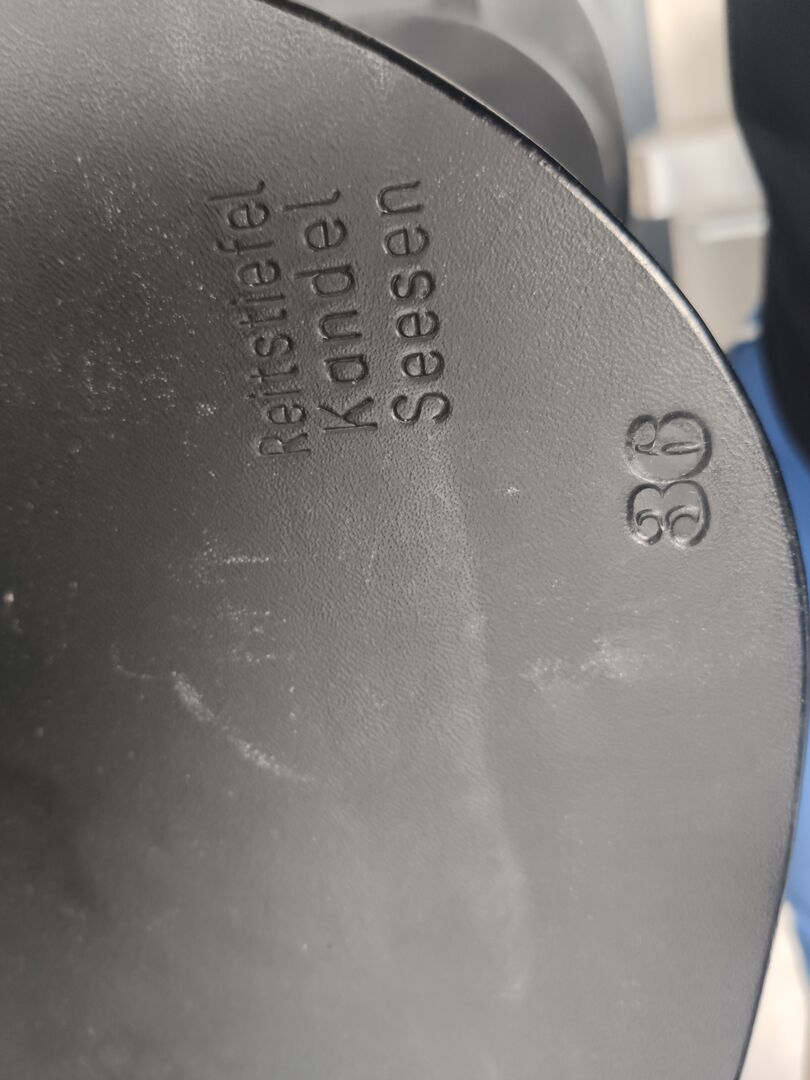 Reitstiefel
Kandel
Seesen
36